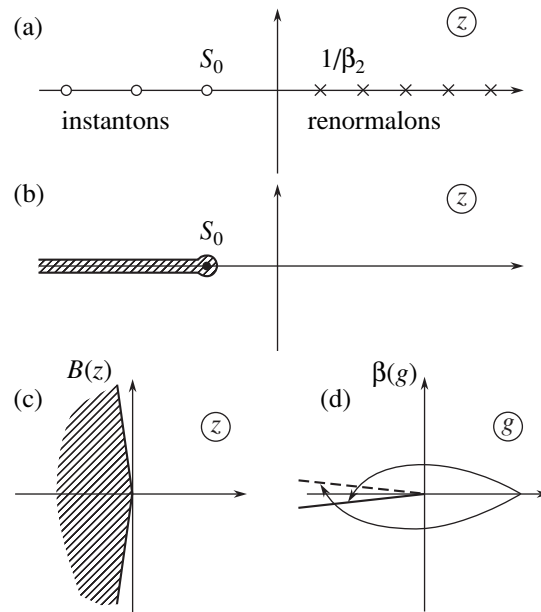 (a)
z
S₀
1/β₂
instantons
renormalons
(b)
z
S₀
(c)
B(z)
z
(d)
β(g)
g